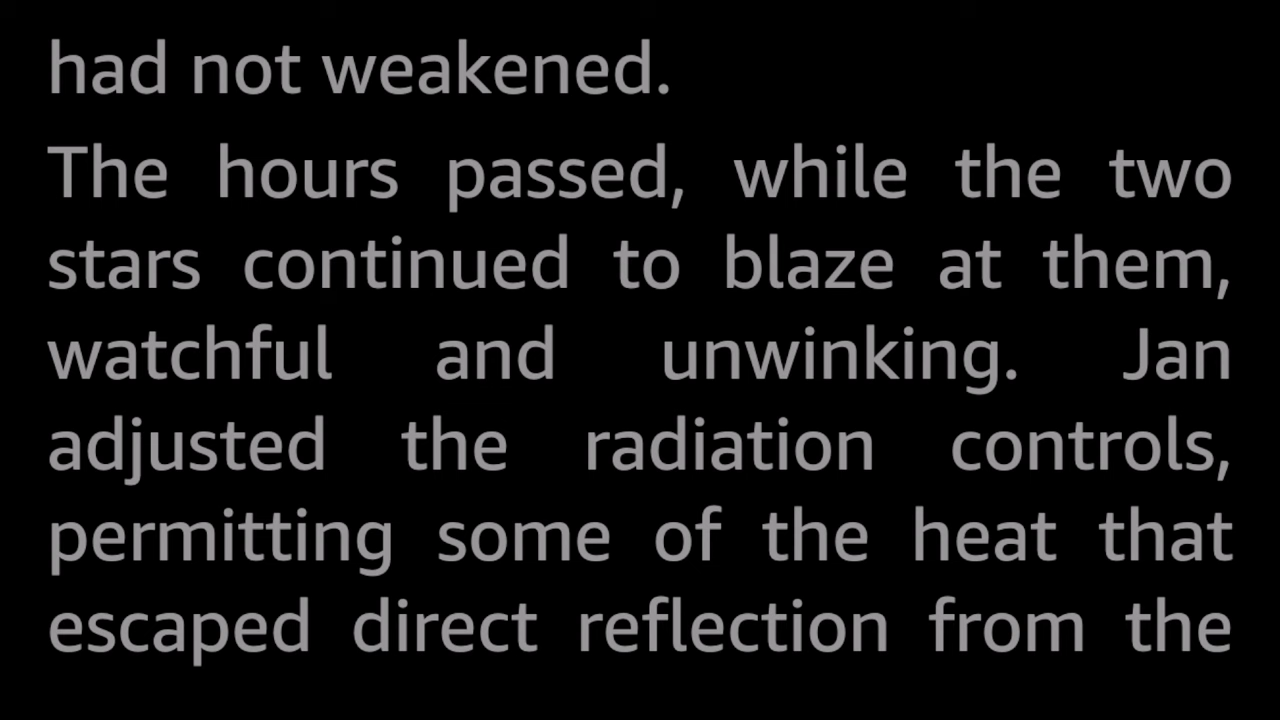 had not weakened.
The hours passed, while the two
stars continued to blaze at them,
watchful and unwinking. Jan
adjusted the radiation controls,
permitting some of the heat that
escaped direct reflection from the